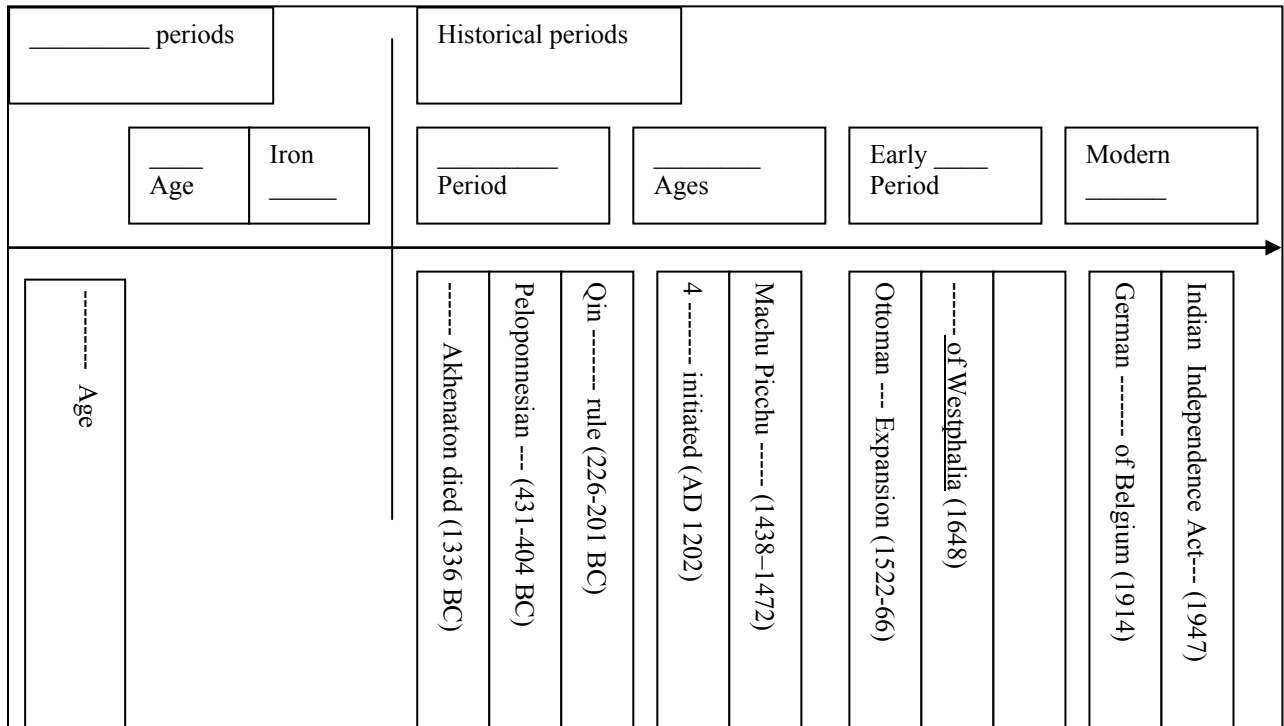 _________ periods
Historical periods
____
Age
Iron
_____
_________
Period
________
Ages
Early ____
Period
Modern
______
--------- Age
------ Akhenaton died (1336 BC)
Peloponnesian --- (431-404 BC)
Qin -------- rule (226-201 BC)
4 -------- initiated (AD 1202)
Machu Picchu ------ (1438–1472)
Ottoman --- Expansion (1522-66)
------- of Westphalia (1648)
German ------- of Belgium (1914)
Indian Independence Act--- (1947)